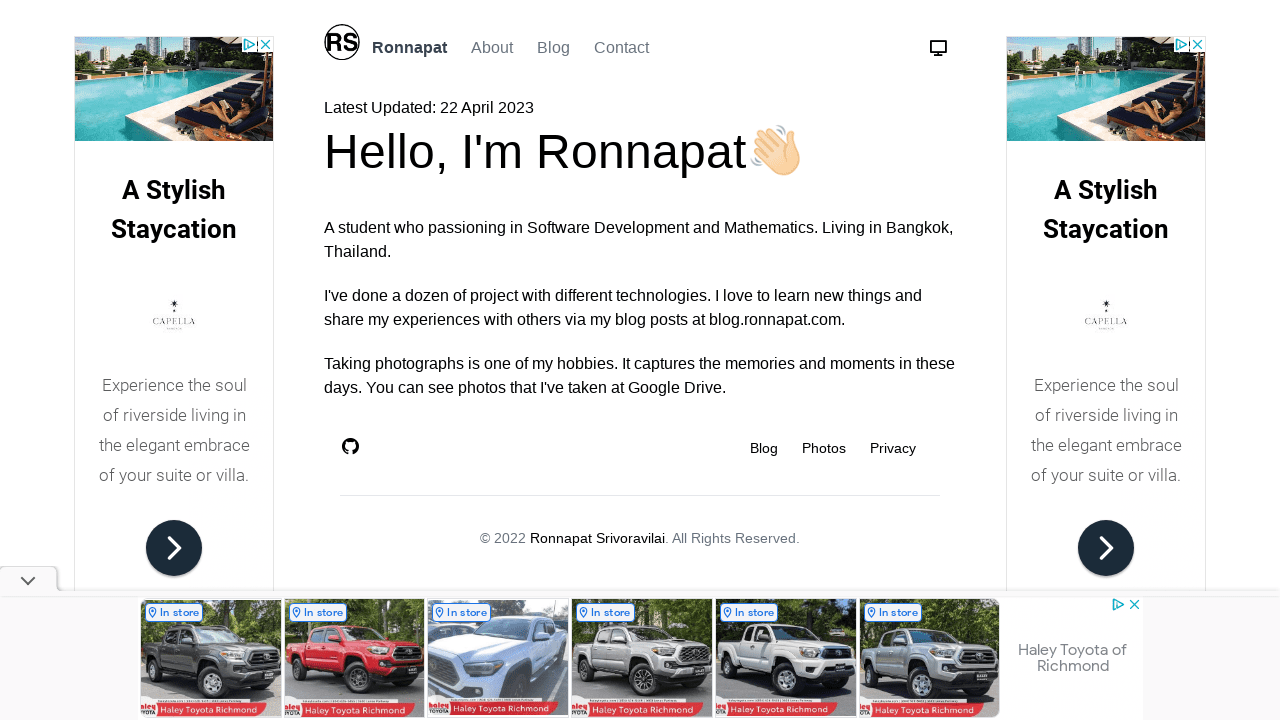 RS
Ronnapat About Blog Contact
Latest Updated: 22 April 2023
Hello, I'm Ronnapat👋🏻
A student who passioning in Software Development and Mathematics. Living in Bangkok,
Thailand.
I've done a dozen of project with different technologies. I love to learn new things and
share my experiences with others via my blog posts at blog.ronnapat.com.
Taking photographs is one of my hobbies. It captures the memories and moments in these
days. You can see photos that I've taken at Google Drive.
Blog Photos Privacy
© 2022 Ronnapat Srivoravilai. All Rights Reserved.
A Stylish
Staycation
CAPELLA
Experience the soul
of riverside living in
the elegant embrace
of your suite or villa.
A Stylish
Staycation
CAPELLA
Experience the soul
of riverside living in
the elegant embrace
of your suite or villa.
In store In store In store In store In store In store
Haley Toyota Richmond Haley Toyota Richmond Haley Toyota Richmond Haley Toyota Richmond Haley Toyota Richmond Haley Toyota Richmond
Haley Toyota of
Richmond